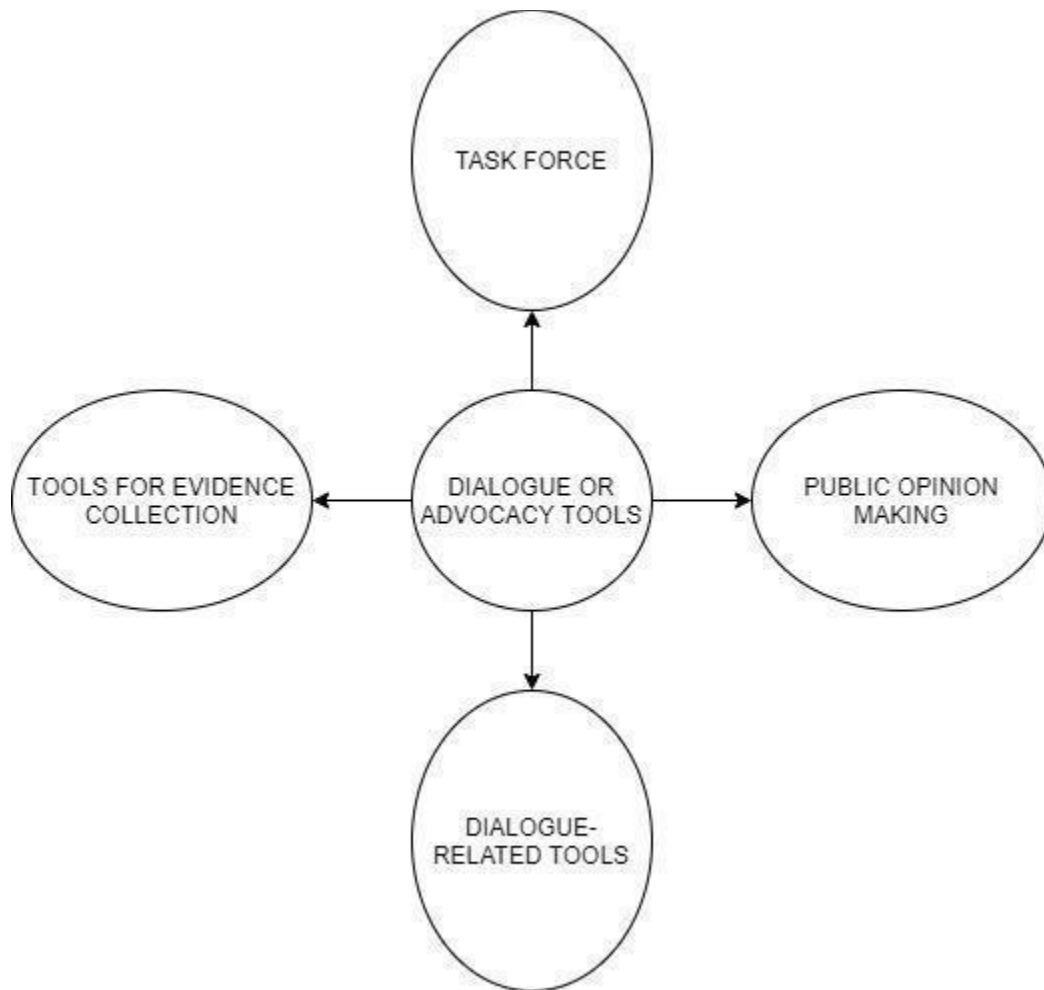 TASK FORCE
TOOLS FOR EVIDENCE
COLLECTION
DIALOGUE OR
ADVOCACY TOOLS
PUBLIC OPINION
MAKING
DIALOGUE-
RELATED TOOLS